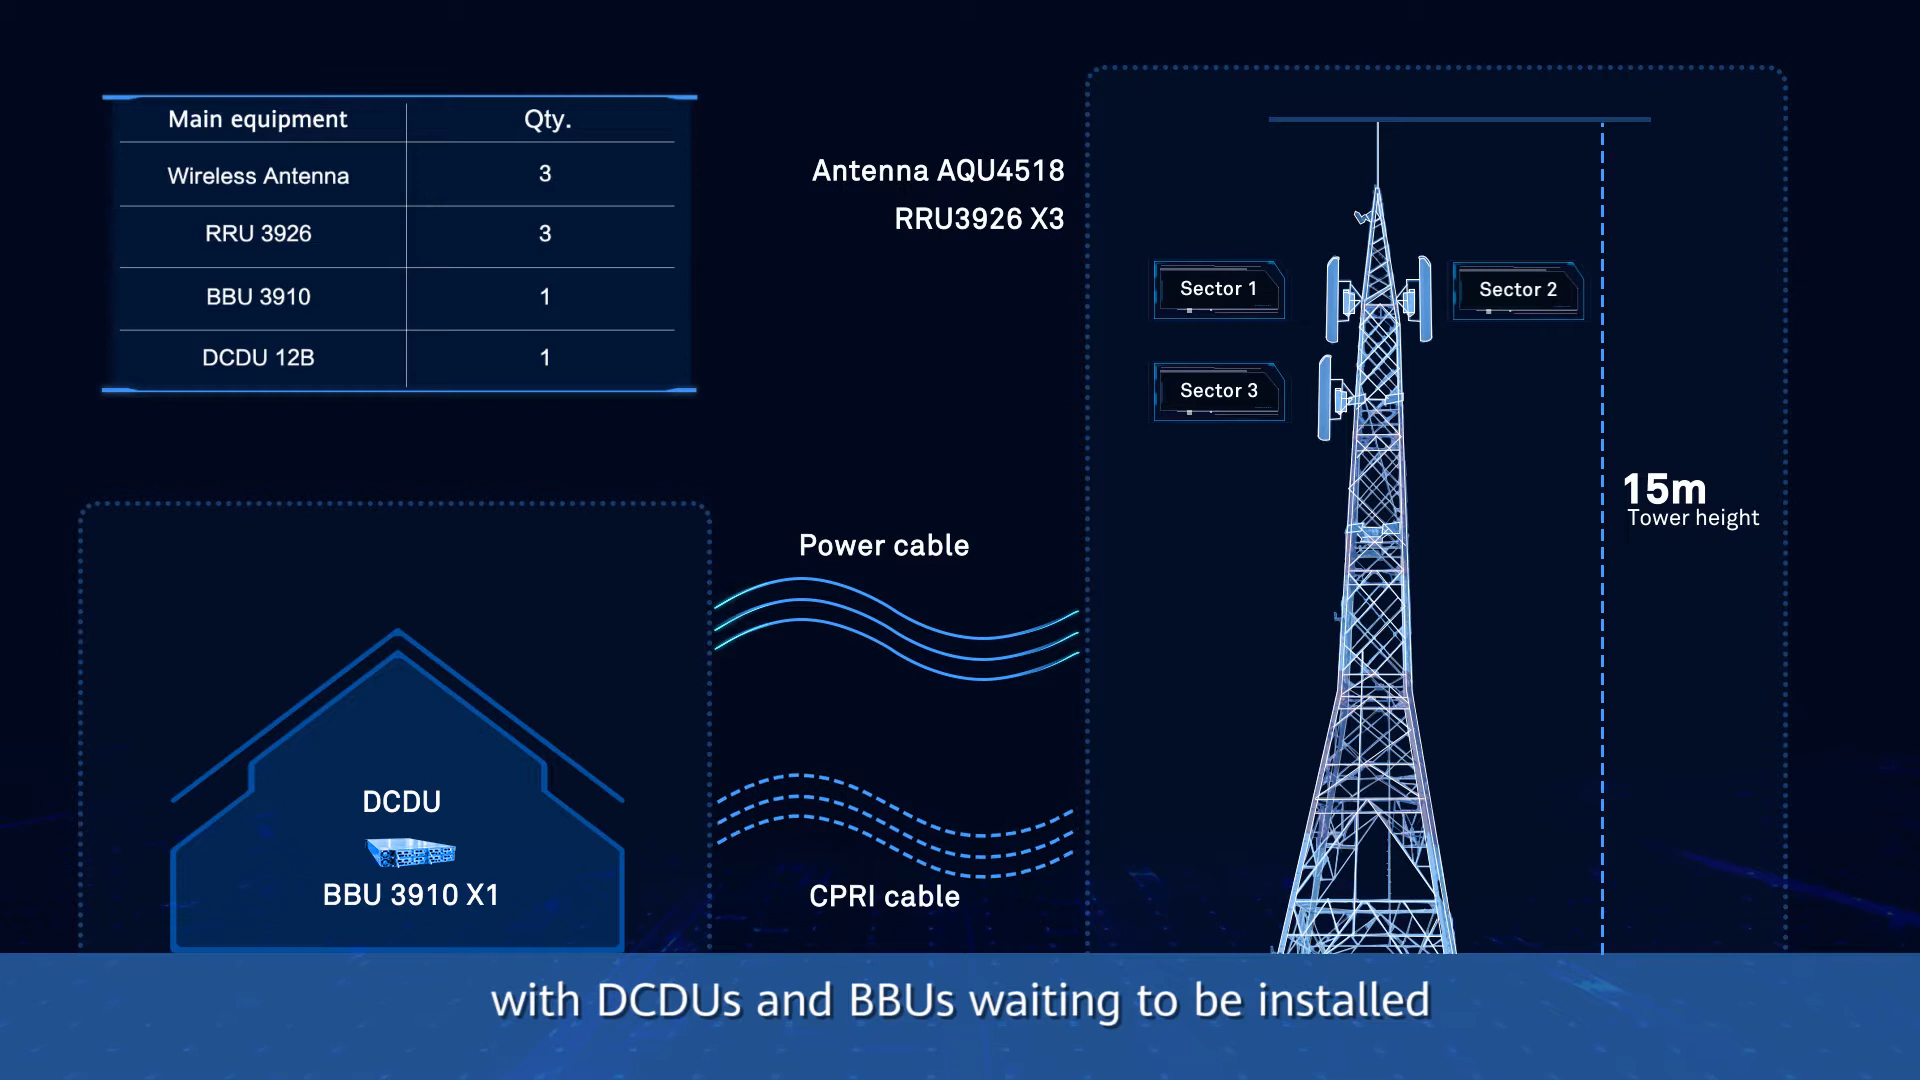 Main equipment Qty.
Wireless Antenna 3
RRU 3926 3
BBU 3910 1
DCDU 12B 1
Antenna AQU4518
RRU3926 X3
Sector 1
Sector 2
Sector 3
15m
Tower height
Power cable
CPRI cable
DCDU
BBU 3910 X1
with DCDUs and BBUs waiting to be installed